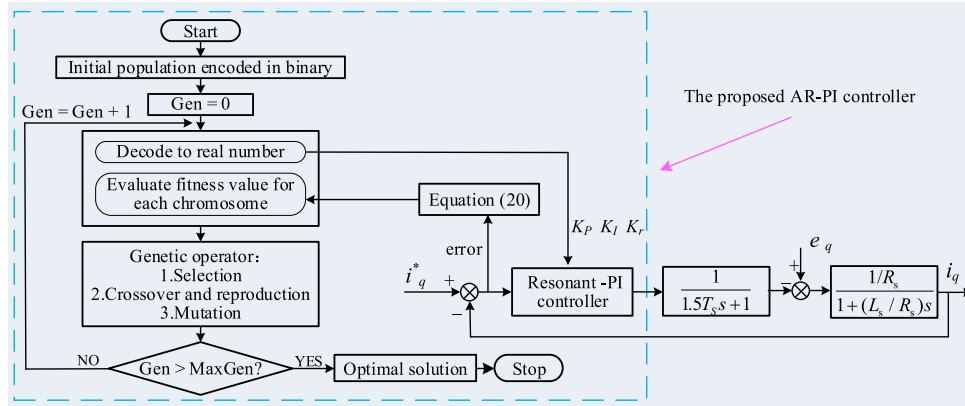 Start
Initial population encoded in binary
Gen = 0
Gen = Gen + 1
Decode to real number
Evaluate fitness value for
each chromosome
Genetic operator:
1.Selection
2.Crossover and reproduction
3.Mutation
Gen > MaxGen?
NO
YES
Optimal solution
Stop
Equation (20)
error
K_P K_I K_r
i*_q
+
−
Resonant -PI
controller
The proposed AR-PI controller
1
1.5T_S s+1
e_q
+
−
1/R_s
1+(L_s / R_s)s
i_q